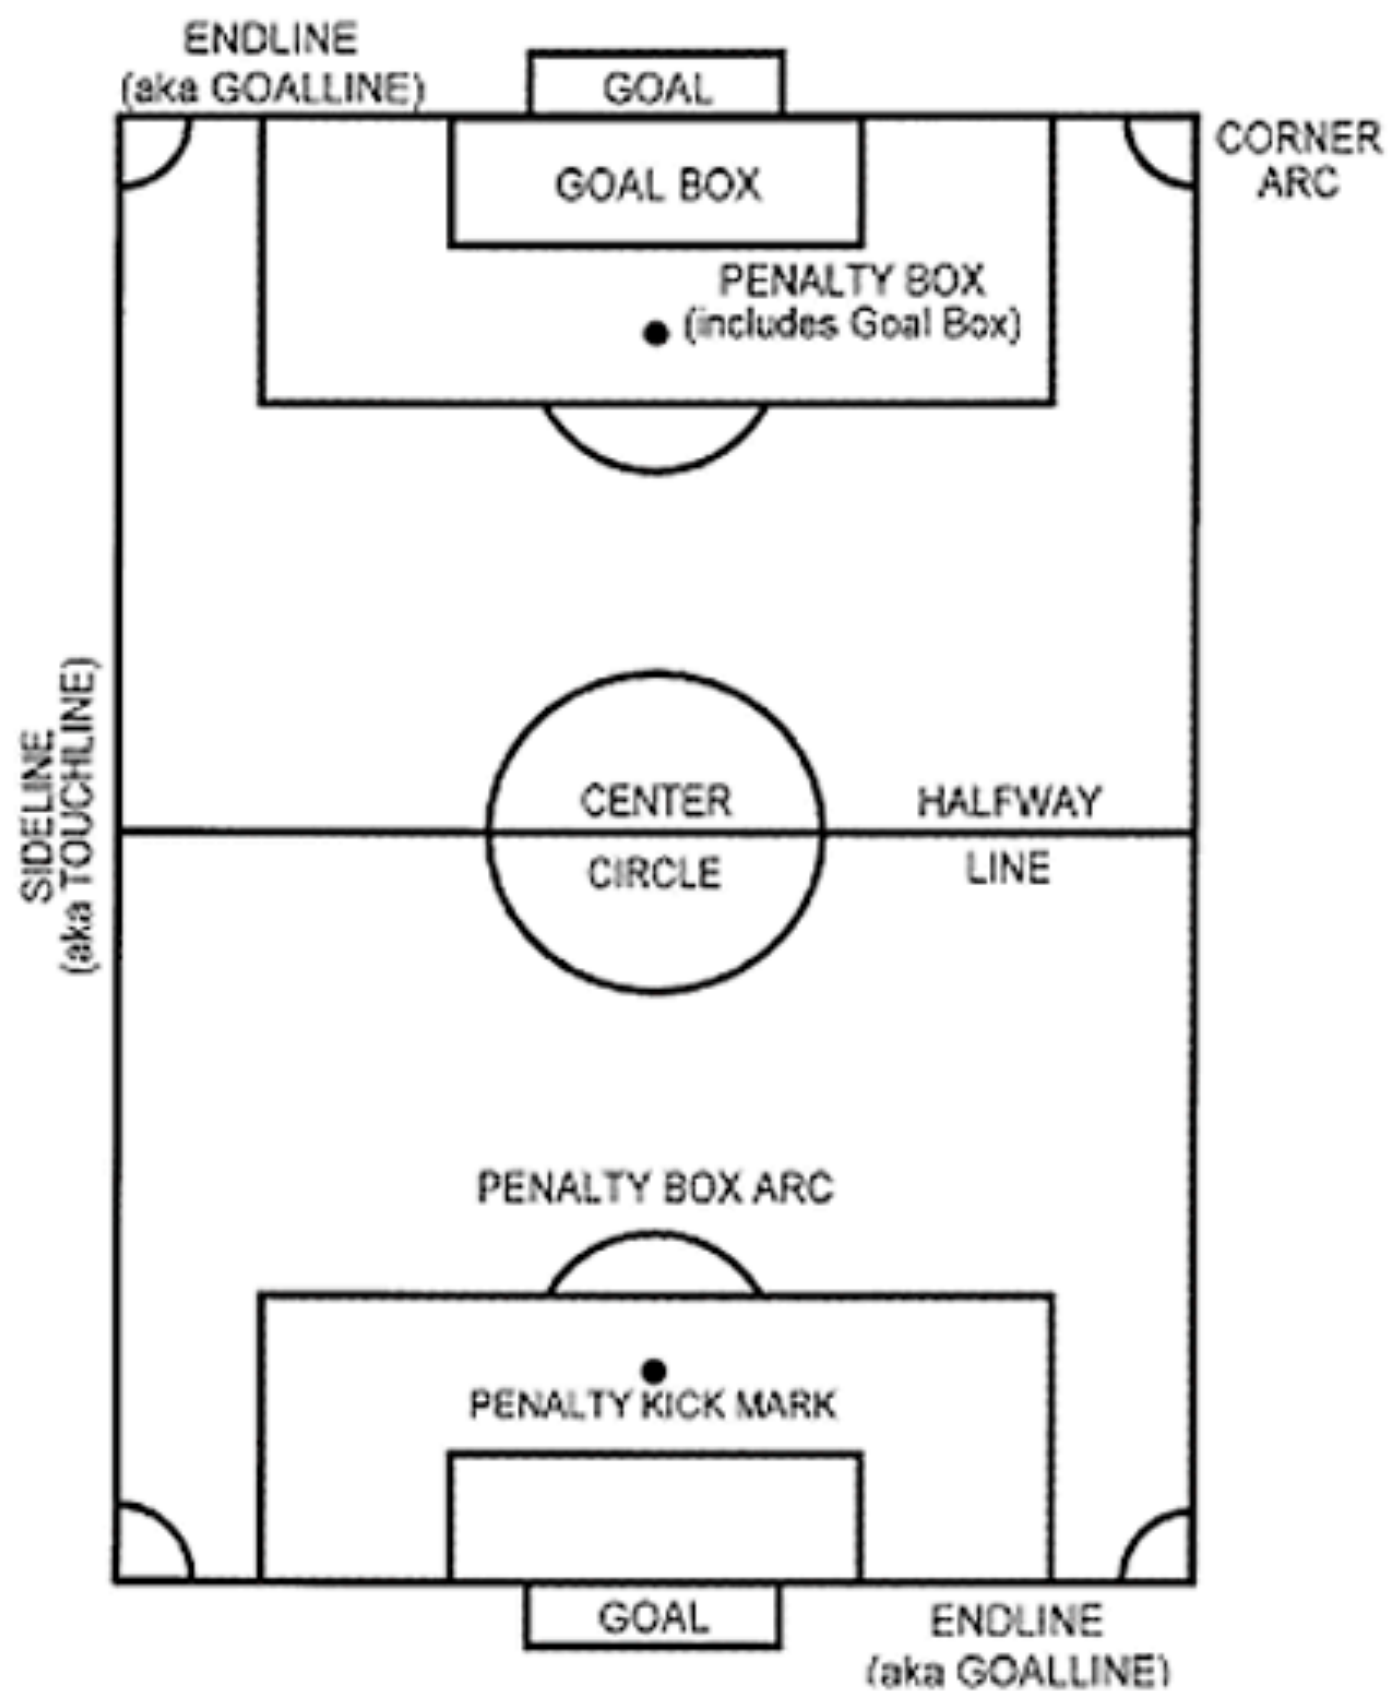 ENDLINE
(aka GOALLINE)
GOAL
CORNER
ARC
GOAL BOX
PENALTY BOX
(includes Goal Box)
SIDELINE
(aka TOUCHLINE)
CENTER
CIRCLE
HALFWAY
LINE
PENALTY BOX ARC
PENALTY KICK MARK
GOAL
ENDLINE
(aka GOALLINE)